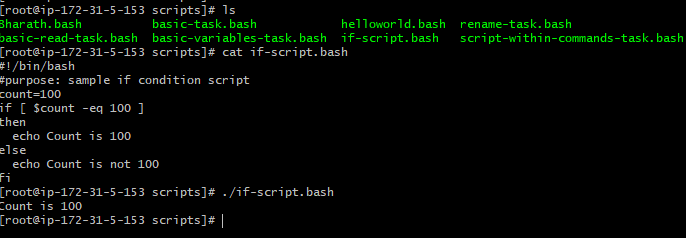 [root@ip-172-31-5-153 scripts]# ls
Bharath.bash       basic-task.bash            helloworld.bash  rename-task.bash
basic-read-task.bash  basic-variables-task.bash  if-script.bash   script-within-commands-task.bash
[root@ip-172-31-5-153 scripts]# cat if-script.bash
#!/bin/bash
#purpose: sample if condition script
count=100
if [ $count -eq 100 ]
then
  echo Count is 100
else
  echo Count is not 100
fi
[root@ip-172-31-5-153 scripts]# ./if-script.bash
Count is 100
[root@ip-172-31-5-153 scripts]#